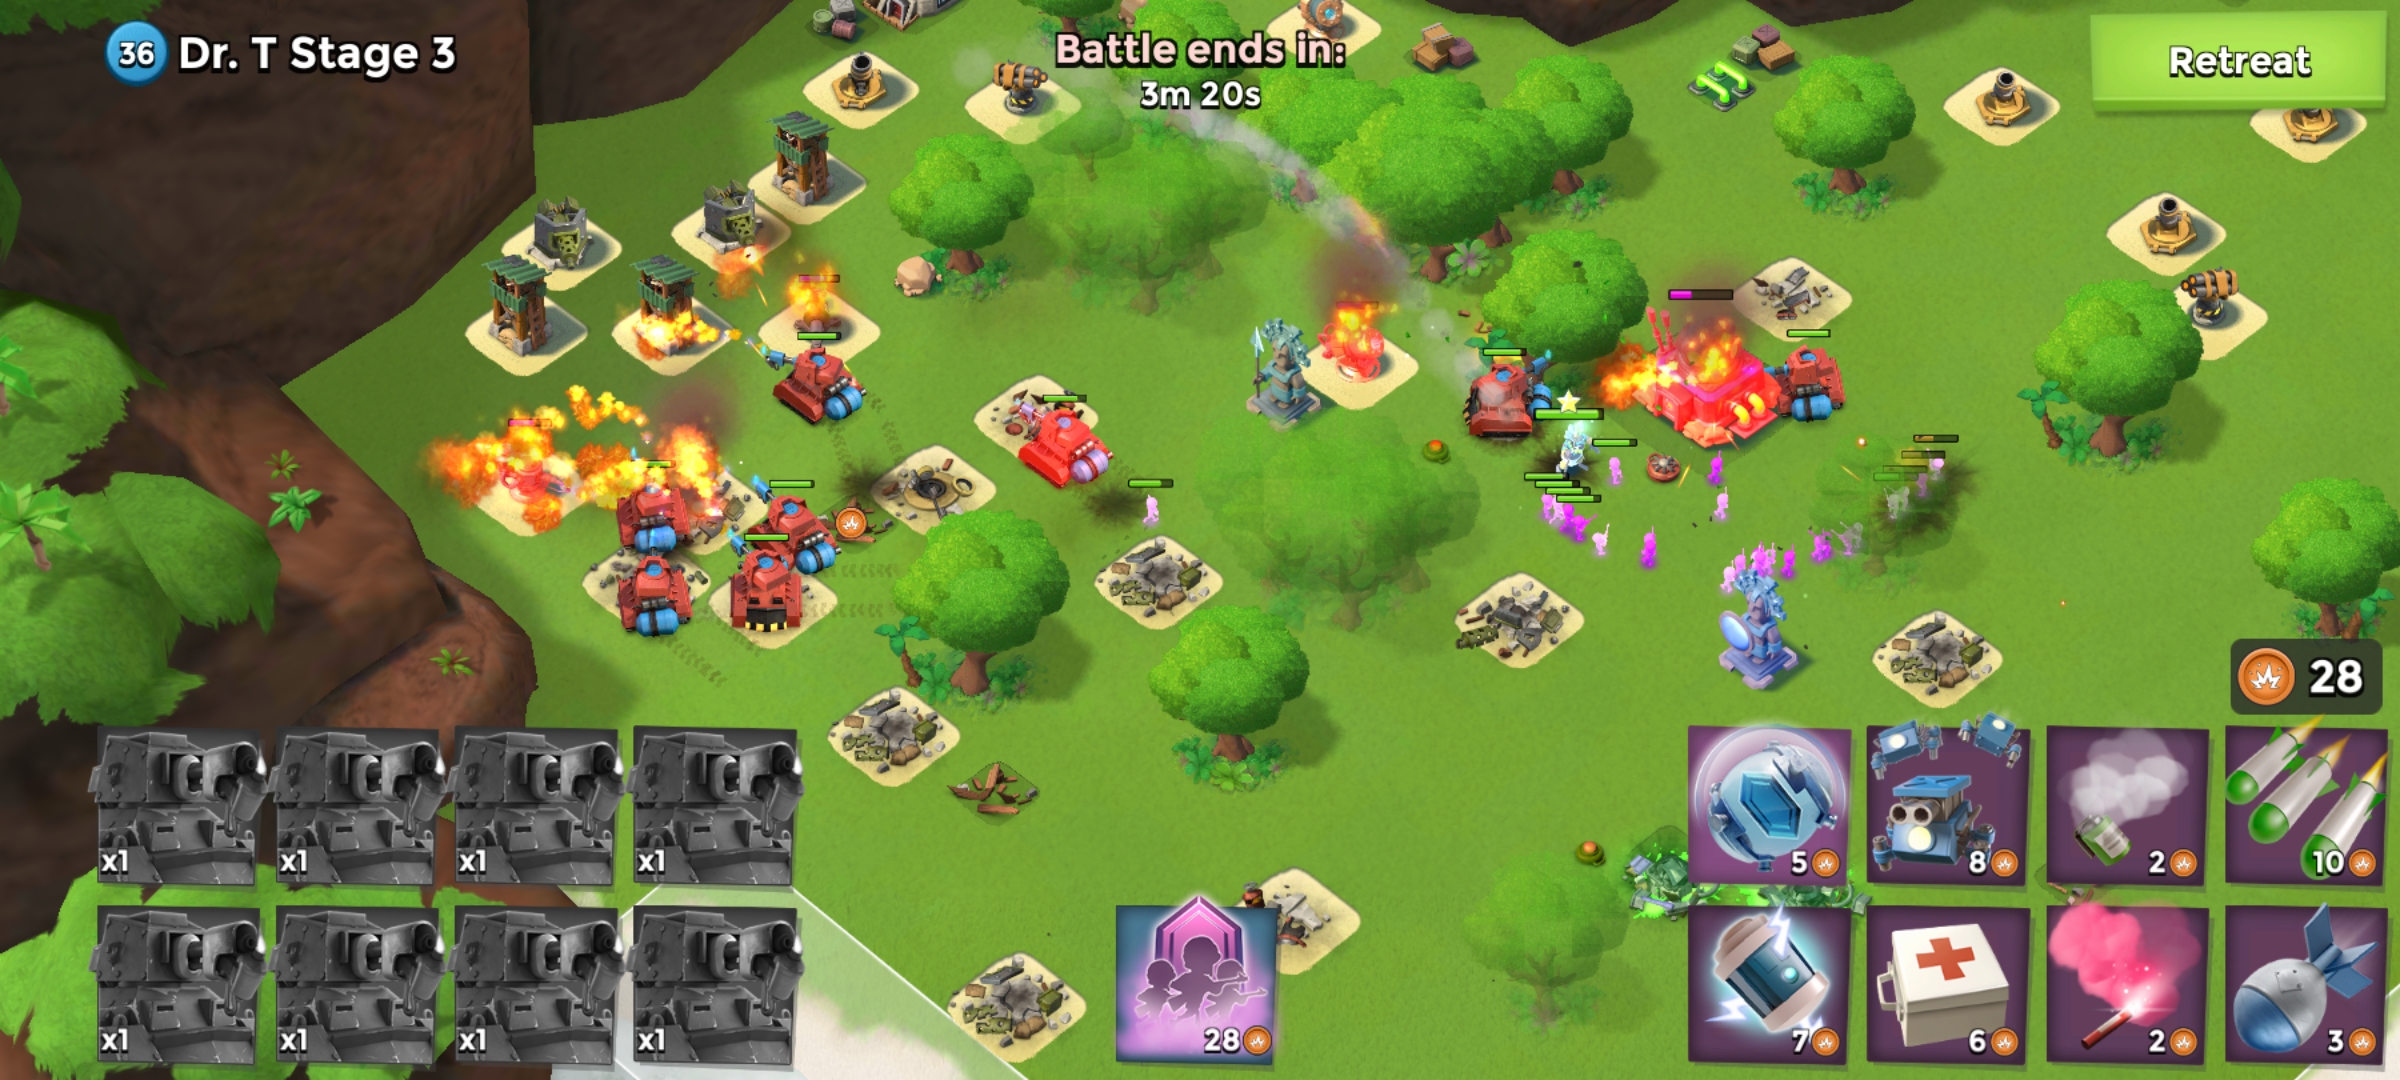 36 Dr. T Stage 3
Battle ends in:
3m 20s
Retreat
28
x1 x1 x1 x1
5 8 2 10
x1 x1 x1 x1
28
7 6 2 3